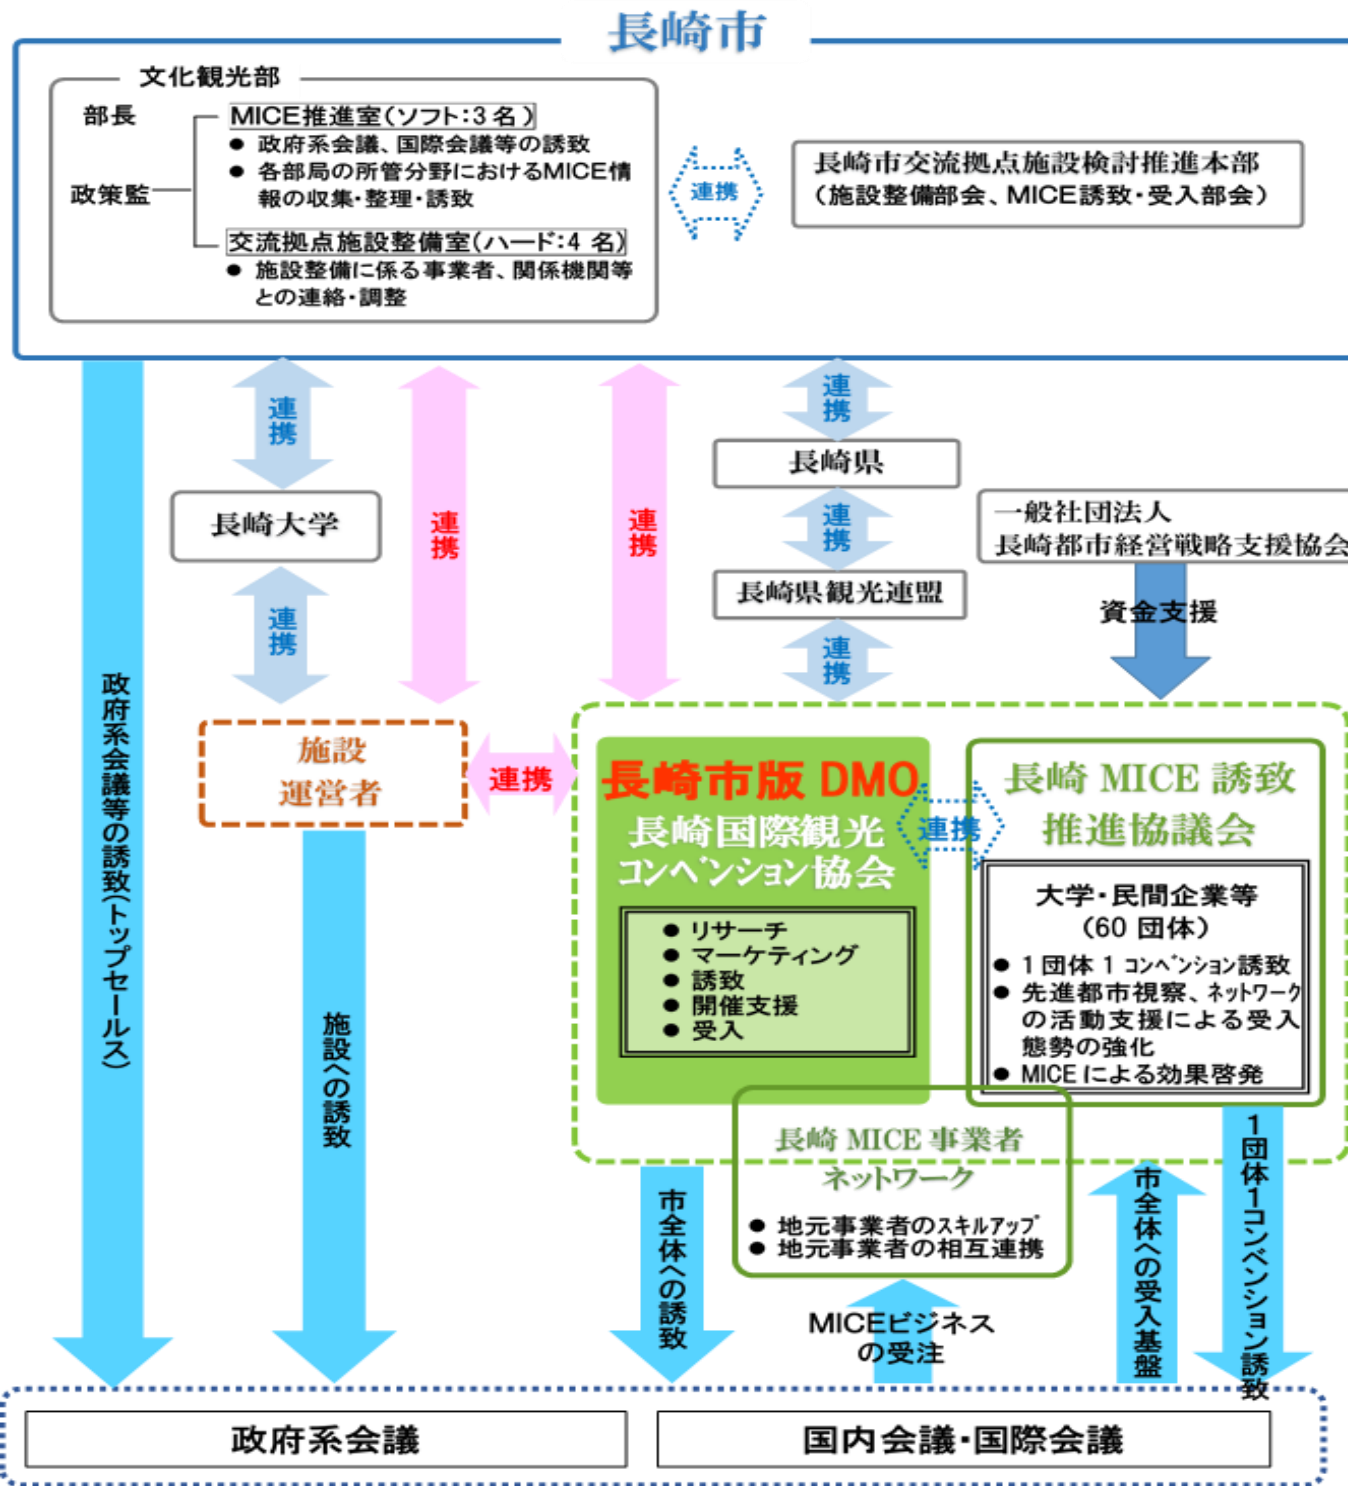 長崎市
文化観光部
部長
政策監
MICE推進室(ソフト:3名)
● 政府系会議、国際会議等の誘致
● 各部局の所管分野におけるMICE情
報の収集・整理・誘致
交流拠点施設整備室(ハード:4名)
● 施設整備に係る事業者、関係機関等
との連絡・調整
連携
長崎市交流拠点施設検討推進本部
(施設整備部会、MICE誘致・受入部会)
連携
長崎大学
連携
連携
連携
連携
長崎県
連携
長崎県観光連盟
連携
一般社団法人
長崎都市経営戦略支援協会
資金支援
政府系会議等の誘致(トップセールス)
施設
運営者
連携
長崎市版 DMO
長崎国際観光
コンベンション協会
● リサーチ
● マーケティング
● 誘致
● 開催支援
● 受入
連携
長崎 MICE 誘致
推進協議会
大学・民間企業等
(60 団体)
● 1団体1コンベンション誘致
● 先進都市視察、ネットワーク
の活動支援による受入
態勢の強化
● MICEによる効果啓発
長崎 MICE 事業者
ネットワーク
● 地元事業者のスキルアップ
● 地元事業者の相互連携
施設への誘致
市全体への誘致
MICEビジネス
の受注
市全体への受入基盤
1団体1コンベンション誘致
政府系会議
国内会議・国際会議